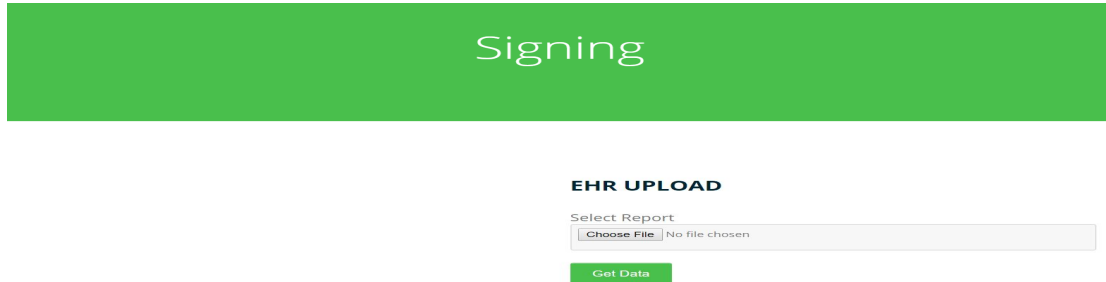 Signing
EHR UPLOAD
Select Report
Choose File No file chosen
Get Data